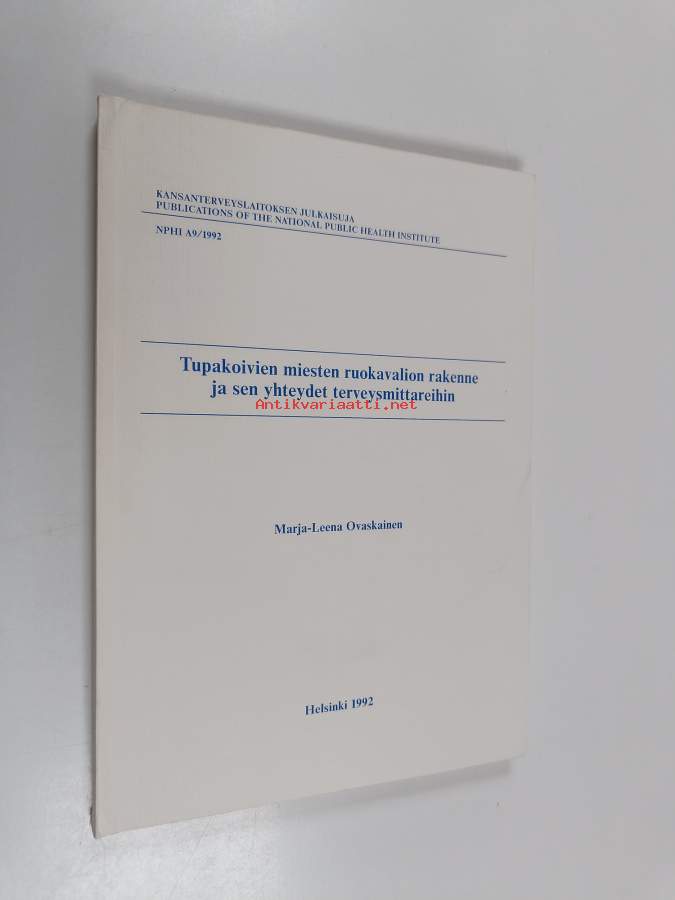 KANSANTERVEYSLAITOKSEN JULKAISUJA
PUBLICATIONS OF THE NATIONAL PUBLIC HEALTH INSTITUTE
NPHI A9/1992
Tupakoivien miesten ruokavalion rakenne
ja sen yhteydet terveysmittareihin
Antikvariaatti.net
Marja-Leena Ovaskainen
Helsinki 1992